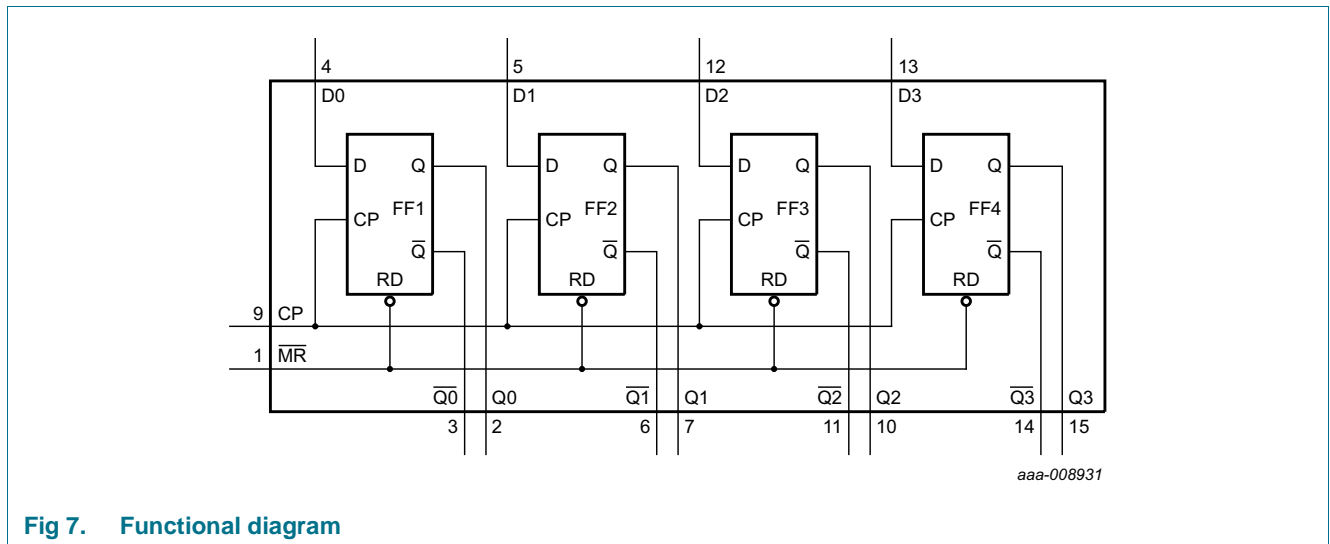 4 5 12 13
D0 D1 D2 D3
D Q D Q D Q D Q
FF1 FF2 FF3 FF4
CP CP CP CP
Q̅ Q̅ Q̅ Q̅
RD RD RD RD
9 CP
1 M̅R̅
Q̅0̅ Q0 Q̅1̅ Q1 Q̅2̅ Q2 Q̅3̅ Q3
3 2 6 7 11 10 14 15
aaa-008931
Fig 7. Functional diagram